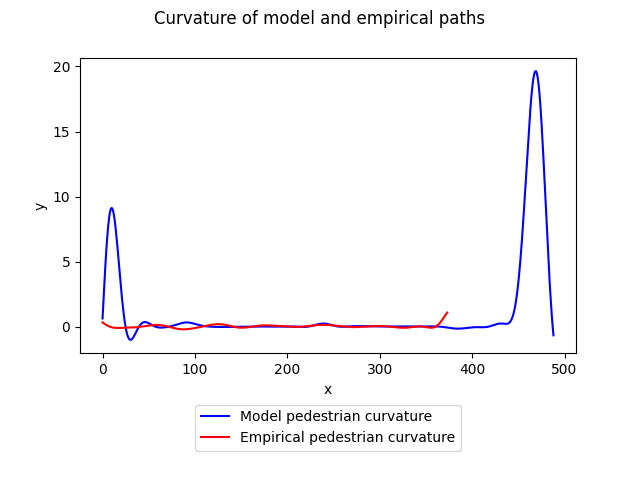 Curvature of model and empirical paths
20
15
10
5
0
y
0 100 200 300 400 500
x
Model pedestrian curvature
Empirical pedestrian curvature